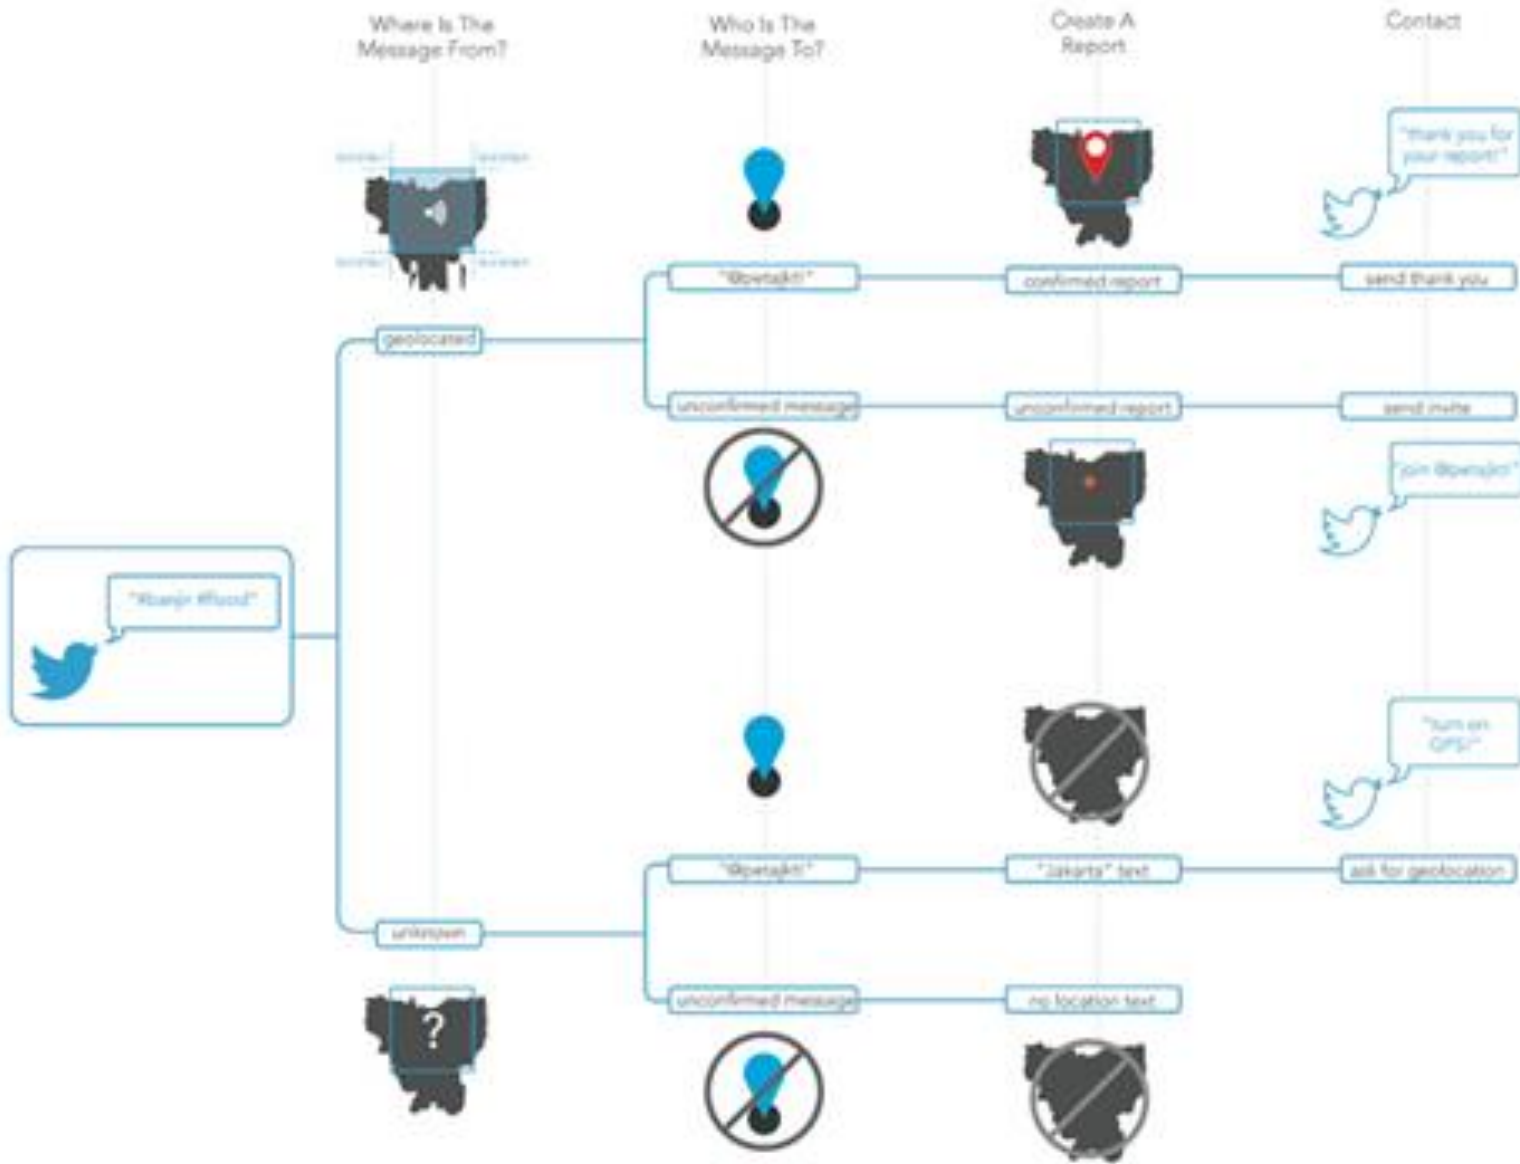 Where Is The
Message From?
Who Is The
Message To?
Create A
Report
Contact
"thank you for
your report!"
"@petajkt!"
confirmed report
send thank you
geolocated
unconfirmed message
unconfirmed report
send invite
"join @petajkt!"
"#banjir #flood"
"turn on
GPS!"
"@petajkt!"
"Jakarta" text
ask for geolocation
unknown
unconfirmed message
no location text
?